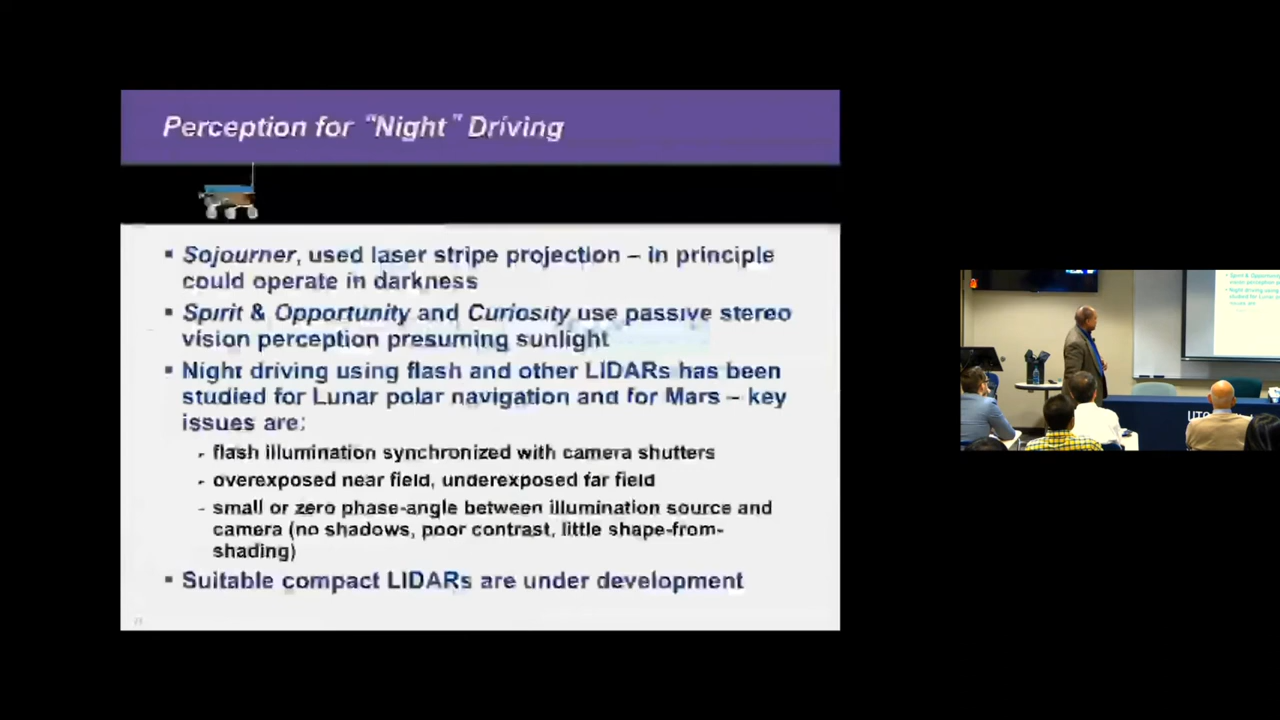 Perception for "Night" Driving
▪ Sojourner, used laser stripe projection – in principle
could operate in darkness
▪ Spirit & Opportunity and Curiosity use passive stereo
vision perception presuming sunlight
▪ Night driving using flash and other LIDARs has been
studied for Lunar polar navigation and for Mars – key
issues are:
- flash illumination synchronized with camera shutters
- overexposed near field, underexposed far field
- small or zero phase-angle between illumination source and
camera (no shadows, poor contrast, little shape-from-
shading)
▪ Suitable compact LIDARs are under development